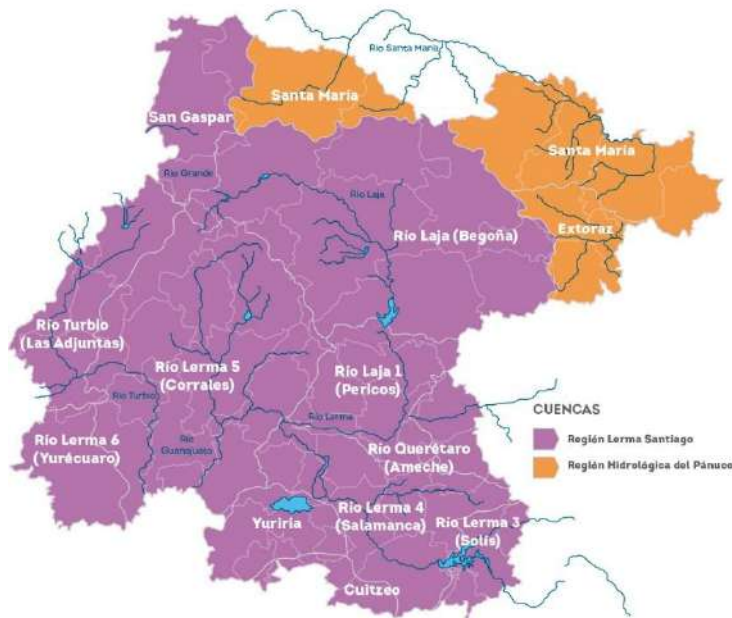 Río Santa María
Santa María
San Gaspar
Santa María
Río Grande
Río Laja
Extoraz
Río Laja (Begoña)
Río Turbio
(Las Adjuntas)
Río Lerma 5
(Corrales)
Río Laja 1
(Pericos)
Río Turbio
CUENCAS
Río Lerma
Región Lerma Santiago
Río Lerma 6
(Yurécuaro)
Río
Guanajuato
Río Querétaro
(Ameche)
Región Hidrológica del Pánuco
Yuriria
Río Lerma 4
(Salamanca)
Río Lerma 3
(Solís)
Cuitzeo